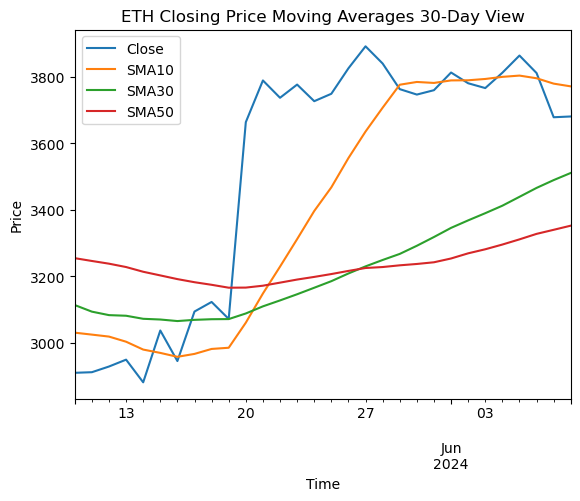 ETH Closing Price Moving Averages 30-Day View
Close
SMA10
SMA30
SMA50
Price
3800
3600
3400
3200
3000
13
20
27
03
Jun
2024
Time